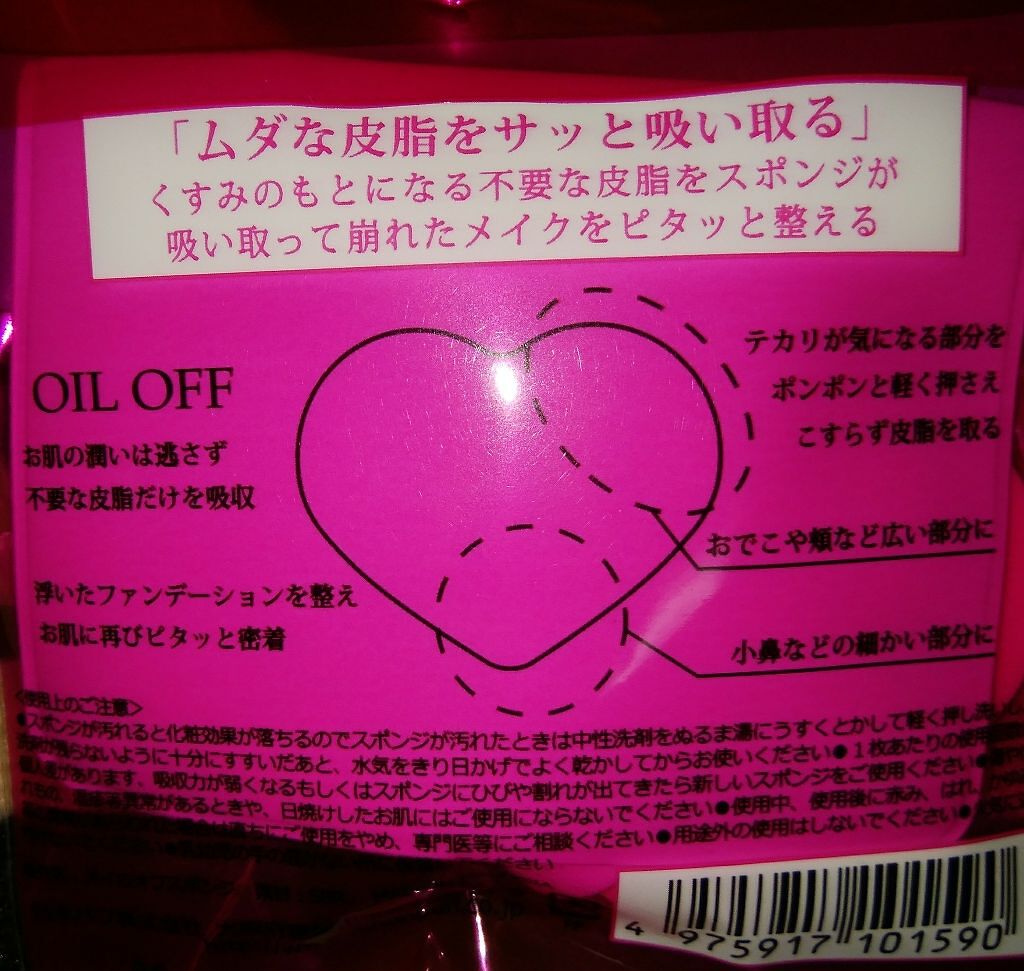 「ムダな皮脂をサッと吸い取る」
くすみのもとになる不要な皮脂をスポンジが
吸い取って崩れたメイクをピタッと整える
OIL OFF
お肌の潤いは逃さず
不要な皮脂だけを吸収
浮いたファンデーションを整え
お肌に再びピタッと密着
テカリが気になる部分を
ポンポンと軽く押さえ
こすらず皮脂を取る
おでこや頬など広い部分に
小鼻などの細かい部分に
<使用上のご注意>
●スポンジが汚れると化粧効果が落ちるのでスポンジが汚れたときは中性洗剤をぬるま湯にうすくとかして軽く押し洗
残らないように十分にすすいだあと、水気をきり日かげでよく乾かしてからお使いください●1枚あたりの使用
があります、吸収力が弱くなるもしくはスポンジにひびや割れが出てきたら新しいスポンジをご使用ください●
異常があるときや、日焼けしたお肌にはご使用にならないでください●使用中、使用後に赤み、はれ、
ご使用をやめ、専門医等にご相談ください●用途外の使用はしないでください●
ください
4 975917 101590